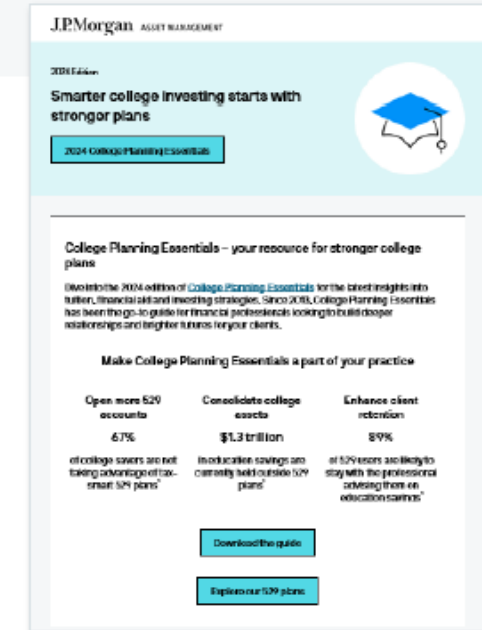 J.P.Morgan ASSET MANAGEMENT
2024 Edition
Smarter college investing starts with
stronger plans
2024 College Planning Essentials
College Planning Essentials – your resource for stronger college
plans
Dive into the 2024 edition of College Planning Essentials for the latest insights into
tuition, financial aid and investing strategies. Since 2013, College Planning Essentials
has been the go-to guide for financial professionals looking to build deeper
relationships and brighter futures for your clients.
Make College Planning Essentials a part of your practice
Open more 529
accounts
Consolidate college
assets
Enhance client
retention
67%
$1.3 trillion
89%
of college savers are not
taking advantage of tax-
smart 529 plans
in education savings are
currently held outside 529
plans
of 529 users are likely to
stay with the professional
advising them on
education savings
Download the guide
Explore our 529 plans